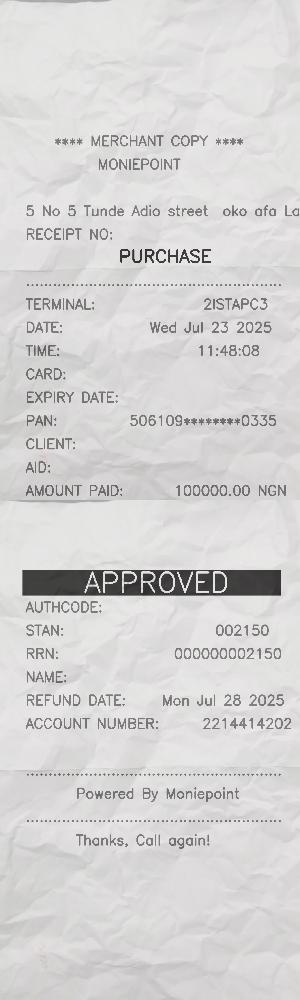 **** MERCHANT COPY ****
MONIEPOINT
5 No 5 Tunde Adio street oko afa La
RECEIPT NO:
PURCHASE
TERMINAL: 2ISTAPC3
DATE: Wed Jul 23 2025
TIME: 11:48:08
CARD:
EXPIRY DATE:
PAN: 506109********0335
CLIENT:
AID:
AMOUNT PAID: 100000.00 NGN
APPROVED
AUTHCODE:
STAN: 002150
RRN: 000000002150
NAME:
REFUND DATE: Mon Jul 28 2025
ACCOUNT NUMBER: 2214414202
Powered By Moniepoint
Thanks, Call again!